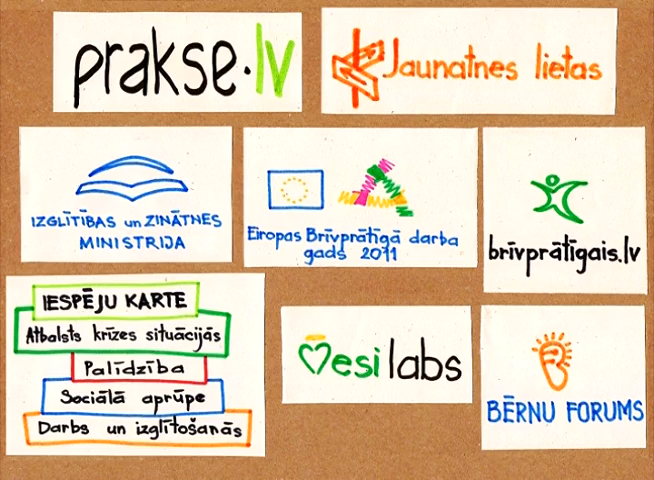 prakse.lv
Jaunatnes lietas
IZGLĪTĪBAS un ZINĀTNES
MINISTRIJA
Eiropas Brīvprātīgā darba
gads 2011
brīvprātīgais.lv
IESPĒJU KARTE
Atbalsts krīzes situācijās
Palīdzība
Sociālā aprūpe
Darbs un izglītošanās
esi labs
BĒRNU FORUMS